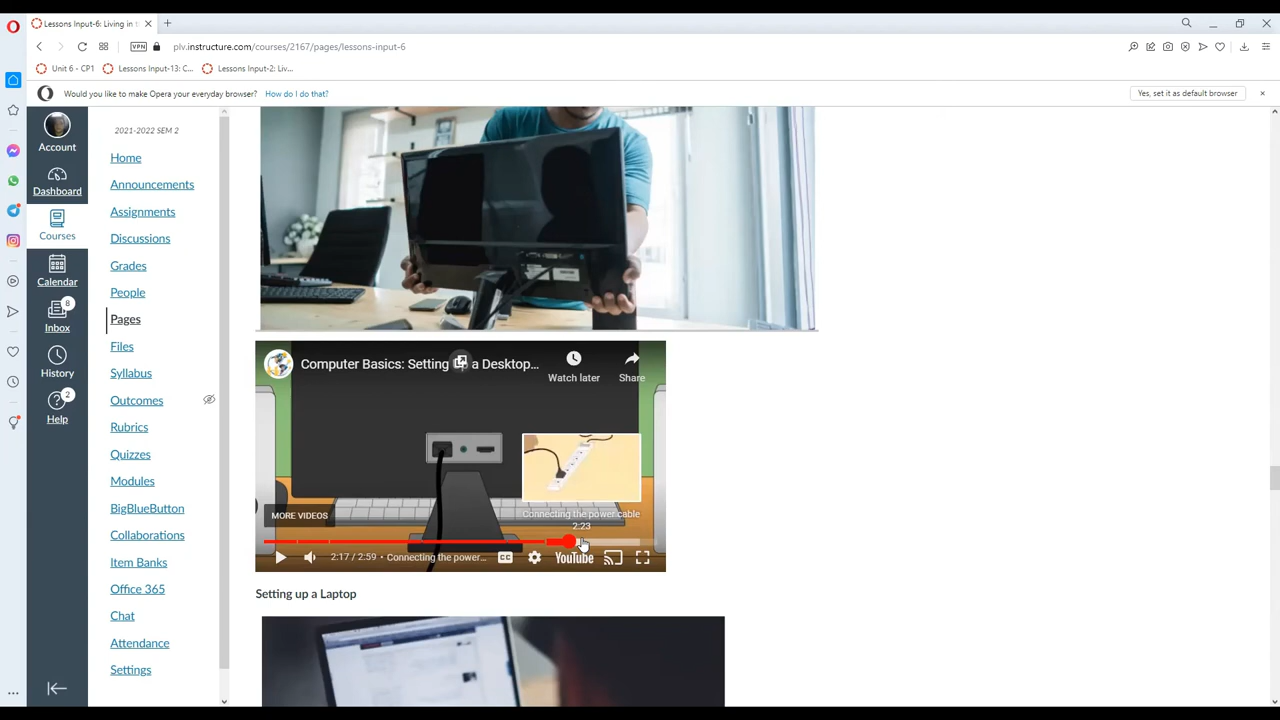 Lessons Input-6: Living in t
plv.instructure.com/courses/2167/pages/lessons-input-6
VPN
Unit 6 - CP1
Lessons Input-13: C...
Lessons Input-2: Liv...
Would you like to make Opera your everyday browser?
How do I do that?
Yes, set it as default browser
Account
Dashboard
Courses
Calendar
8
Inbox
History
2
Help
2021-2022 SEM 2
Home
Announcements
Assignments
Discussions
Grades
People
Pages
Files
Syllabus
Outcomes
Rubrics
Quizzes
Modules
BigBlueButton
Collaborations
Item Banks
Office 365
Chat
Attendance
Settings
Computer Basics: Setting Up a Desktop...
Watch later
Share
MORE VIDEOS
Connecting the power cable
2:23
2:17 / 2:59
Connecting the power...
CC
YouTube
Setting up a Laptop